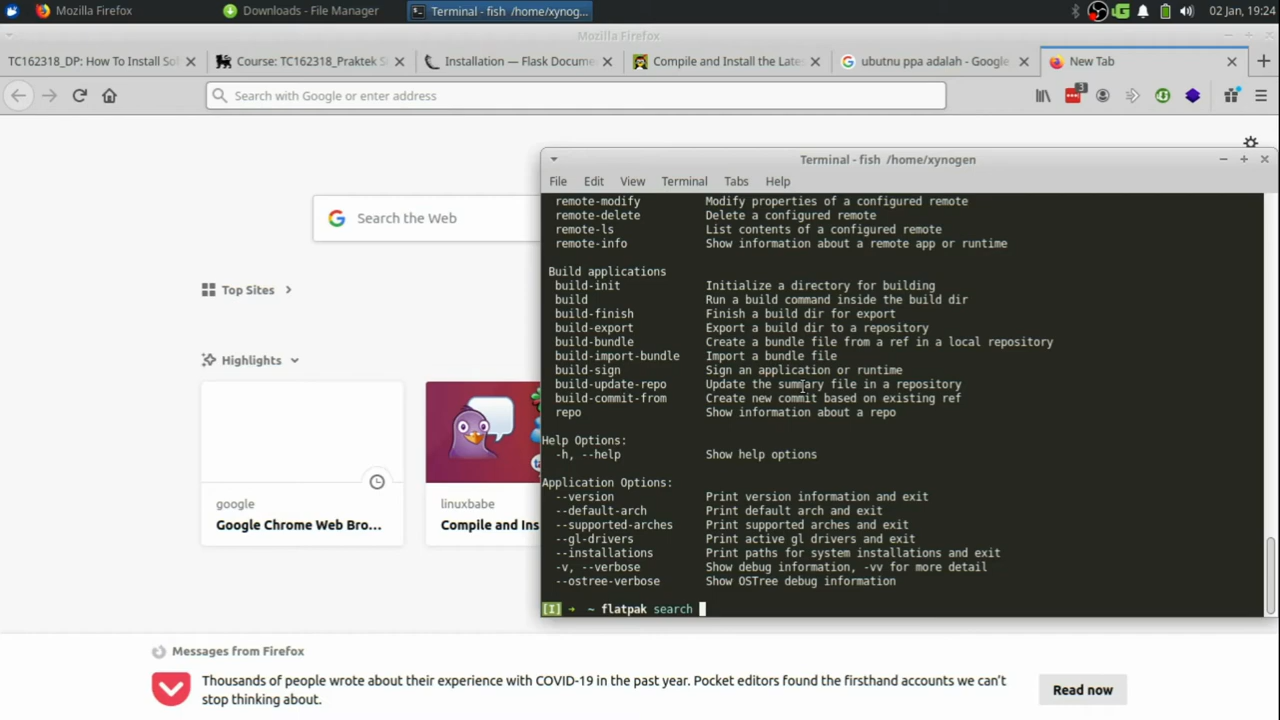 Mozilla Firefox
Downloads - File Manager
Terminal - fish /home/xynog...
02 Jan, 19:24
Mozilla Firefox
TC162318_DP: How To Install Sol
Course: TC162318_Praktek S
Installation — Flask Docume
Compile and Install the Late
ubutnu ppa adalah - Google
New Tab
Search with Google or enter address
3
Search the Web
Top Sites
Highlights
google
Google Chrome Web Bro...
linuxbabe
Compile and Ins
Terminal - fish /home/xynogen
File Edit View Terminal Tabs Help
remote-modify Modify properties of a configured remote
remote-delete Delete a configured remote
remote-ls List contents of a configured remote
remote-info Show information about a remote app or runtime
Build applications
build-init Initialize a directory for building
build Run a build command inside the build dir
build-finish Finish a build dir for export
build-export Export a build dir to a repository
build-bundle Create a bundle file from a ref in a local repository
build-import-bundle Import a bundle file
build-sign Sign an application or runtime
build-update-repo Update the summary file in a repository
build-commit-from Create new commit based on existing ref
repo Show information about a repo
Help Options:
-h, --help Show help options
Application Options:
--version Print version information and exit
--default-arch Print default arch and exit
--supported-arches Print supported arches and exit
--gl-drivers Print active gl drivers and exit
--installations Print paths for system installations and exit
-v, --verbose Show debug information, -vv for more detail
--ostree-verbose Show OSTree debug information
[I] → ~ flatpak search
Messages from Firefox
Thousands of people wrote about their experience with COVID-19 in the past year. Pocket editors found the firsthand accounts we can't
stop thinking about.
Read now